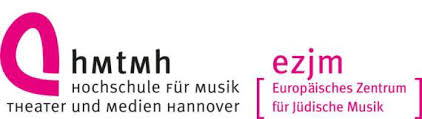 hmtmh
Hochschule für Musik
Theater und Medien Hannover
ezjm
[ Europäisches Zentrum
für Jüdische Musik ]